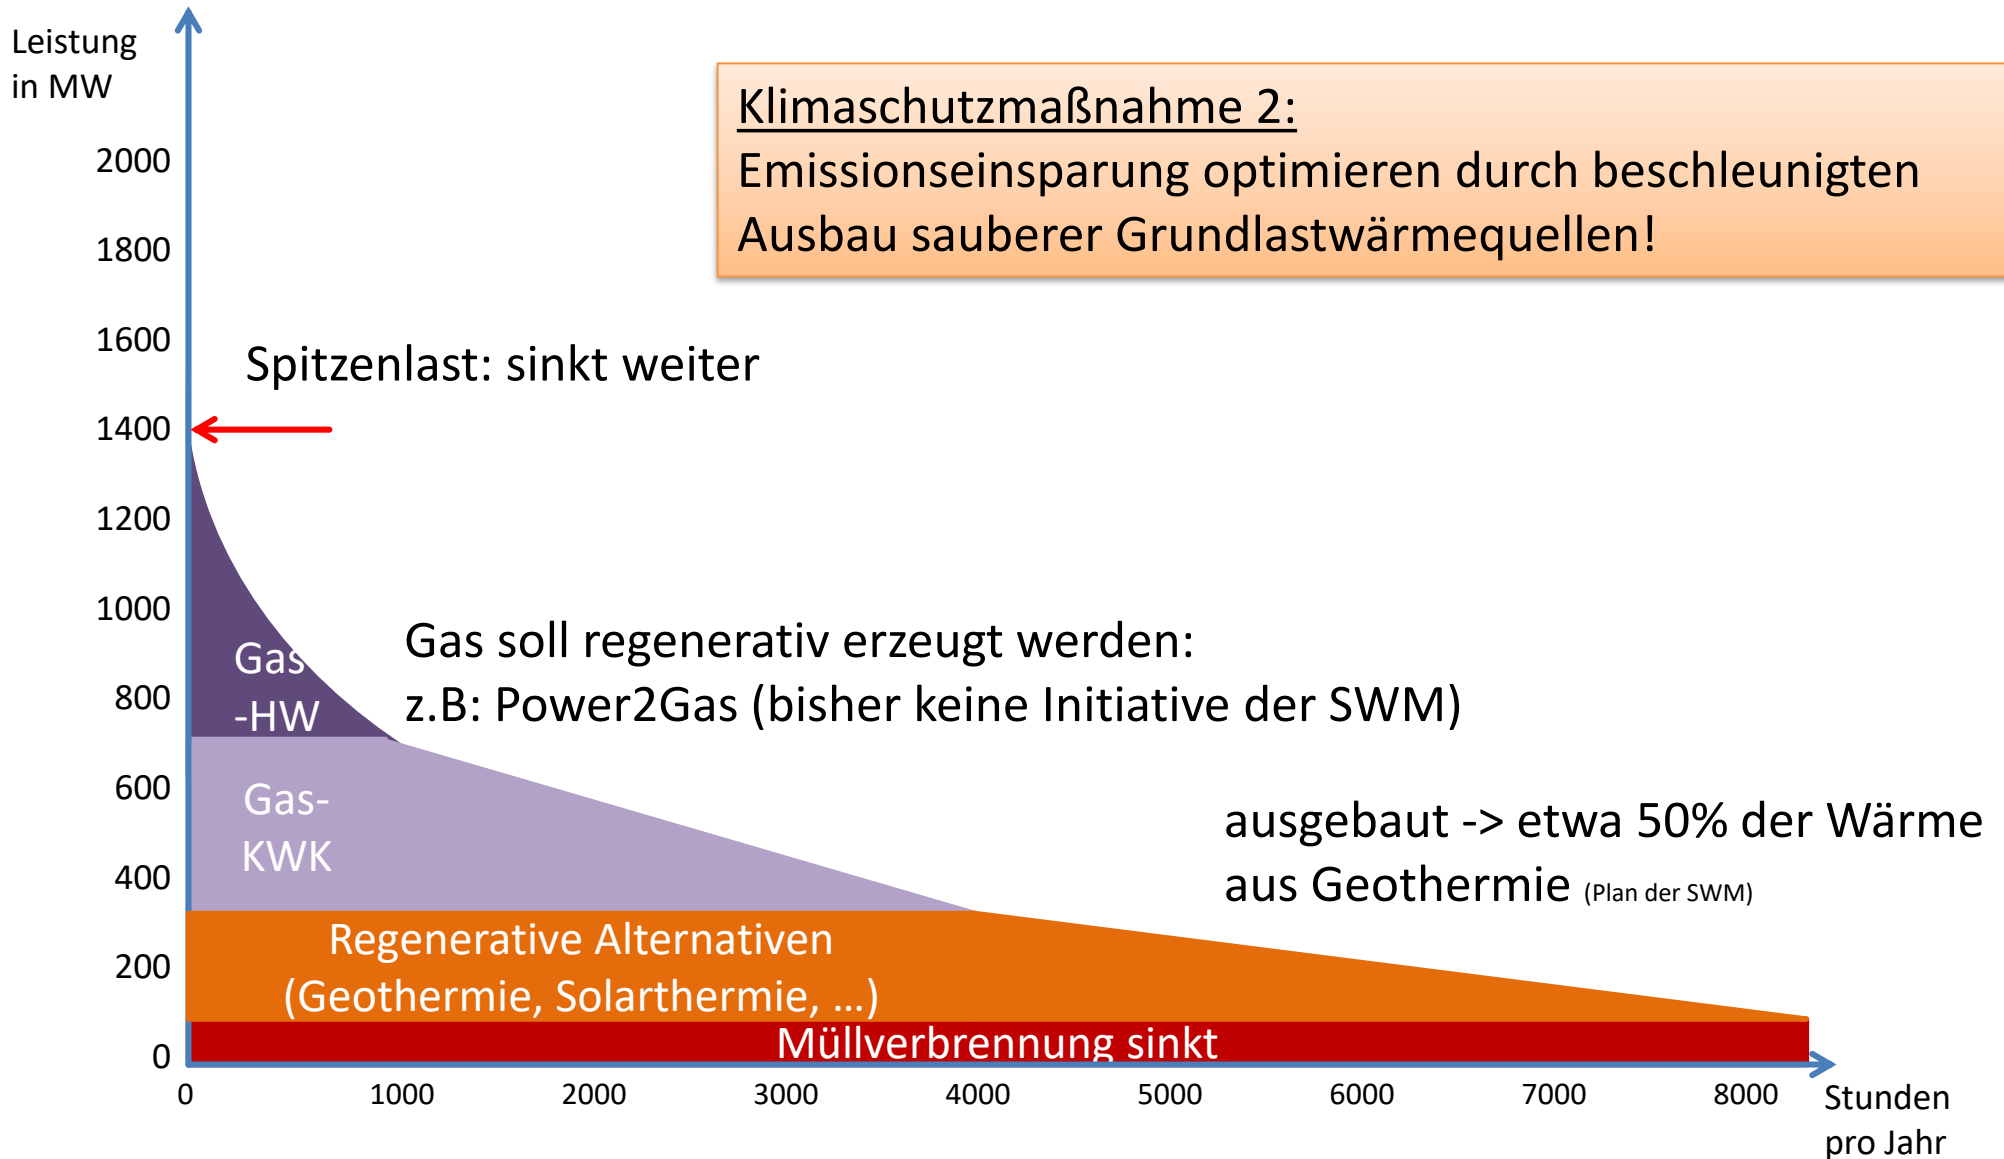 Leistung
in MW
Klimaschutzmaßnahme 2:
Emissionseinsparung optimieren durch beschleunigten
Ausbau sauberer Grundlastwärmequellen!
2000
1800
1600
1400
1200
1000
800
600
400
200
0
Spitzenlast: sinkt weiter
Gas
-HW
Gas soll regenerativ erzeugt werden:
z.B: Power2Gas (bisher keine Initiative der SWM)
Gas-
KWK
ausgebaut -> etwa 50% der Wärme
aus Geothermie (Plan der SWM)
Regenerative Alternativen
(Geothermie, Solarthermie, …)
Müllverbrennung sinkt
0 1000 2000 3000 4000 5000 6000 7000 8000
Stunden
pro Jahr